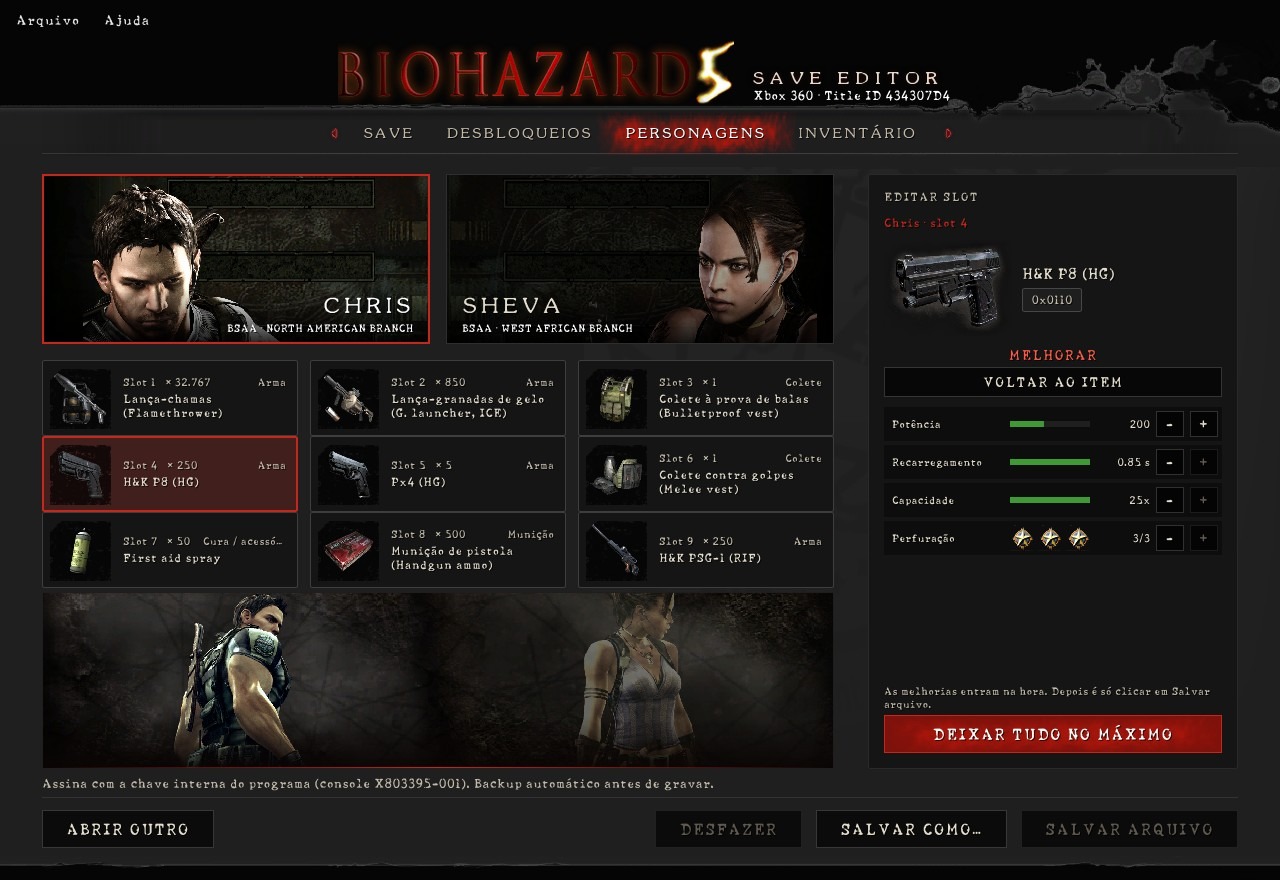 Arquivo Ajuda
BIOHAZARD 5
SAVE EDITOR
Xbox 360 · Title ID 434307D4
SAVE DESBLOQUEIOS PERSONAGENS INVENTÁRIO
CHRIS
BSAA · NORTH AMERICAN BRANCH
SHEVA
BSAA · WEST AFRICAN BRANCH
Slot 1 ×32.767 Arma
Lança-chamas
(Flamethrower)
Slot 2 ×850 Arma
Lança-granadas de gelo
(G. launcher, ICE)
Slot 3 ×1 Colete
Colete à prova de balas
(Bulletproof vest)
Slot 4 ×250 Arma
H&K P8 (HG)
Slot 5 ×5 Arma
Px4 (HG)
Slot 6 ×1 Colete
Colete contra golpes
(Melee vest)
Slot 7 ×50 Cura / acessó…
First aid spray
Slot 8 ×500 Munição
Munição de pistola
(Handgun ammo)
Slot 9 ×250 Arma
H&K PSG-1 (RIF)
EDITAR SLOT
Chris · slot 4
H&K P8 (HG)
0x0110
MELHORAR
VOLTAR AO ITEM
Potência 200 - +
Recarregamento 0.85 s - +
Capacidade 25x - +
Perfuração 3/3 - +
As melhorias entram na hora. Depois é só clicar em Salvar
arquivo.
DEIXAR TUDO NO MÁXIMO
Assina com a chave interna do programa (console X803395-001). Backup automático antes de gravar.
ABRIR OUTRO DESFAZER SALVAR COMO… SALVAR ARQUIVO